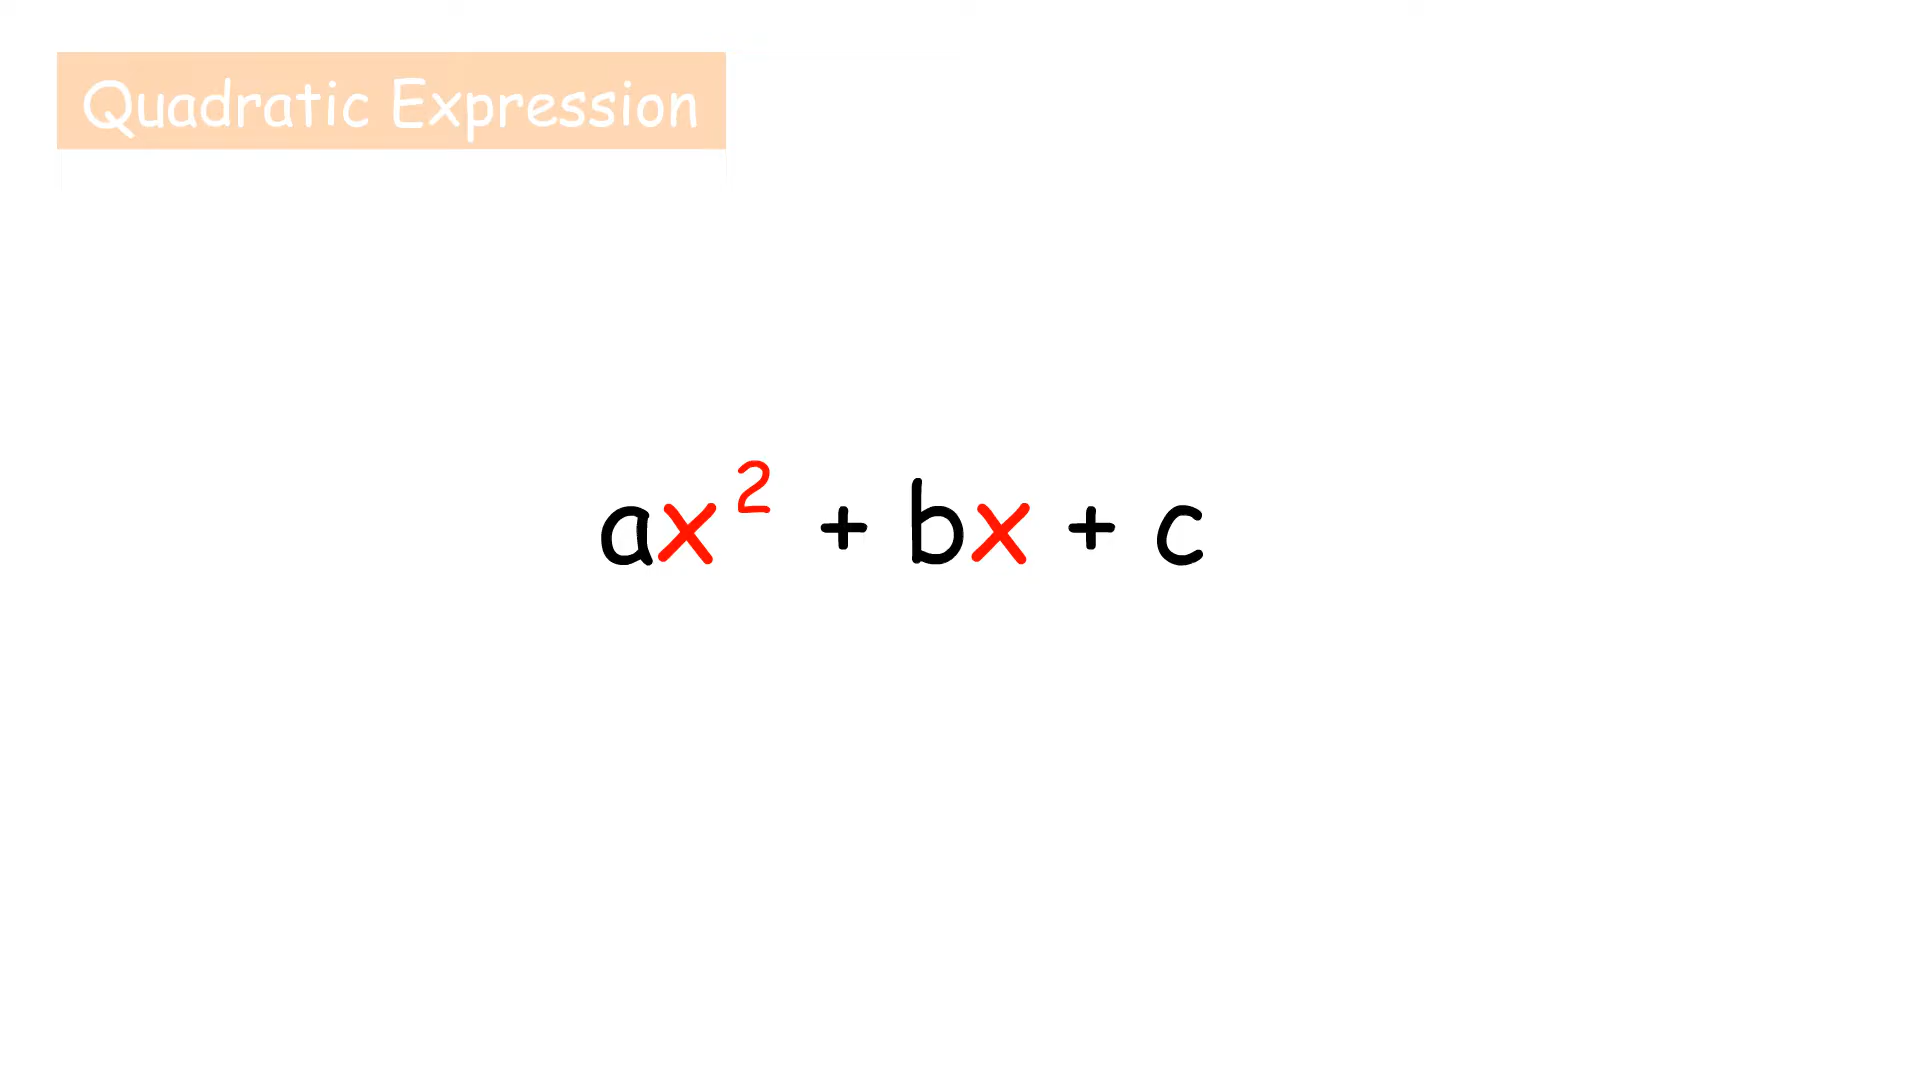 Quadratic Expression
ax² + bx + c